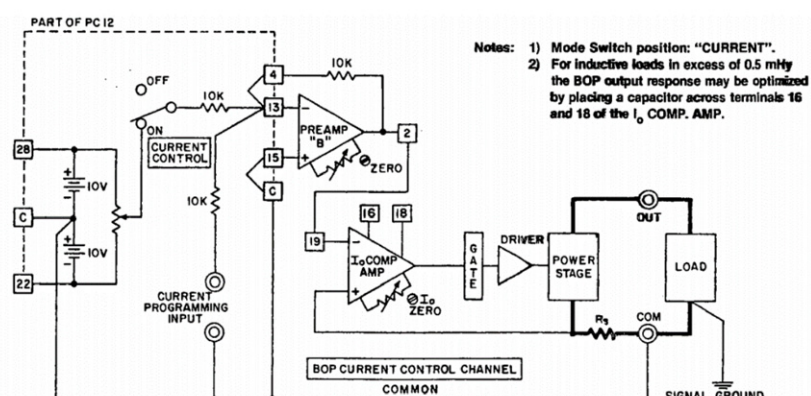 PART OF PC12
Notes: 1) Mode Switch position: "CURRENT".
2) For inductive loads in excess of 0.5 mHy
the BOP output response may be optimized
by placing a capacitor across terminals 16
and 18 of the Io COMP. AMP.
OFF
10K
ON
CURRENT
CONTROL
4
10K
13
PREAMP
"B"
2
ZERO
15
C
28
10V
C
10V
22
10K
CURRENT
PROGRAMMING
INPUT
16
18
19
Io COMP
AMP
Io
ZERO
GATE
DRIVER
POWER
STAGE
OUT
LOAD
COM
BOP CURRENT CONTROL CHANNEL
COMMON
SIGNAL GROUND